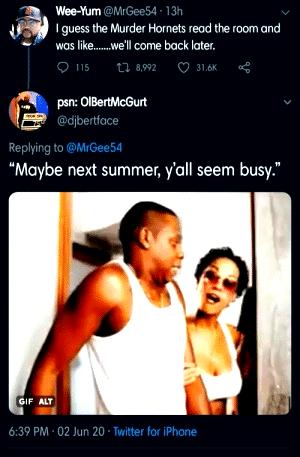 Wee-Yum @MrGee54 · 13h
I guess the Murder Hornets read the room and
was like.......we'll come back later.
115 8,992 31.6K
psn: OlBertMcGurt
@djbertface
Replying to @MrGee54
“Maybe next summer, y'all seem busy.”
GIF ALT
6:39 PM · 02 Jun 20 · Twitter for iPhone